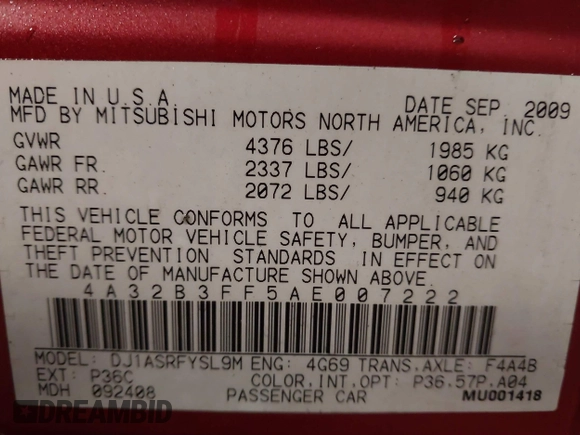 MADE IN U.S.A. DATE SEP. 2009
MFD BY MITSUBISHI MOTORS NORTH AMERICA, INC.
GVWR 4376 LBS/ 1985 KG
GAWR FR. 2337 LBS/ 1060 KG
GAWR RR. 2072 LBS/ 940 KG
THIS VEHICLE CONFORMS TO ALL APPLICABLE
FEDERAL MOTOR VEHICLE SAFETY, BUMPER, AND
THEFT PREVENTION STANDARDS IN EFFECT ON
THE DATE OF MANUFACTURE SHOWN ABOVE.
4A32B3FF5AE007222
MODEL: DJ1ASRFYSL9M ENG: 4G69 TRANS.AXLE: F4A4B
EXT: P36C COLOR.INT.OPT: P36.57P.A04
MDH 092408 PASSENGER CAR MU001418
DREAMBID